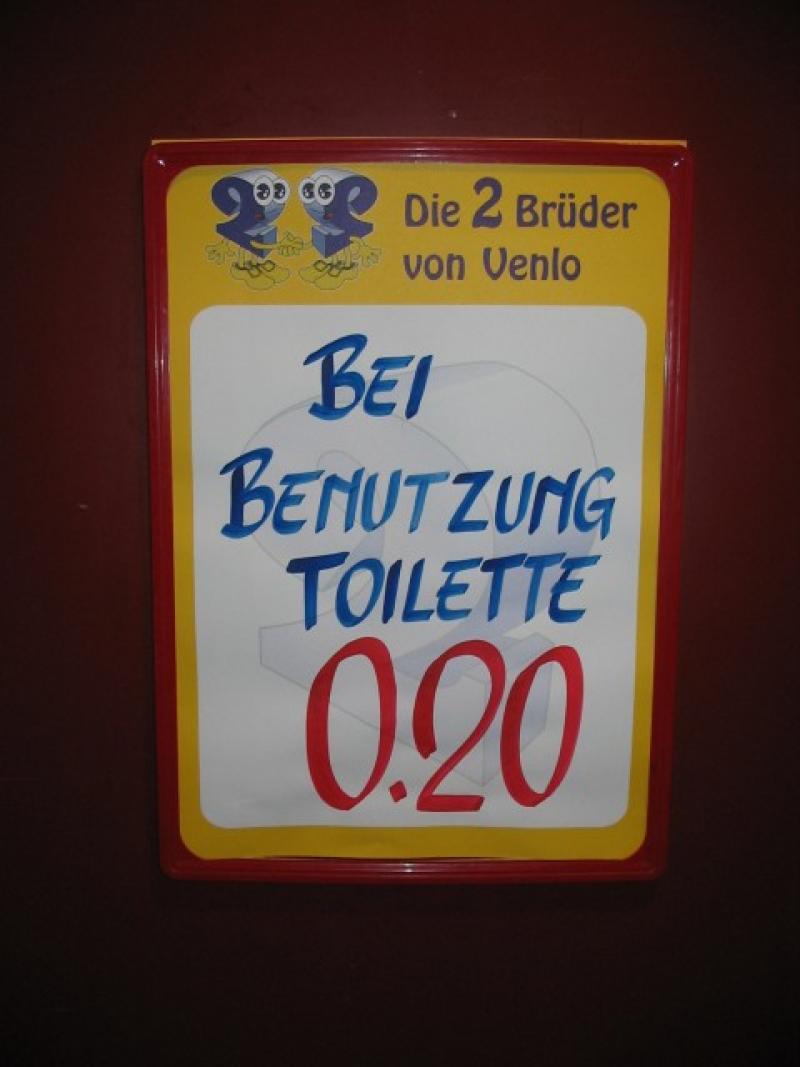 Die 2 Brüder
von Venlo
BEI
BENUTZUNG
TOILETTE
0.20